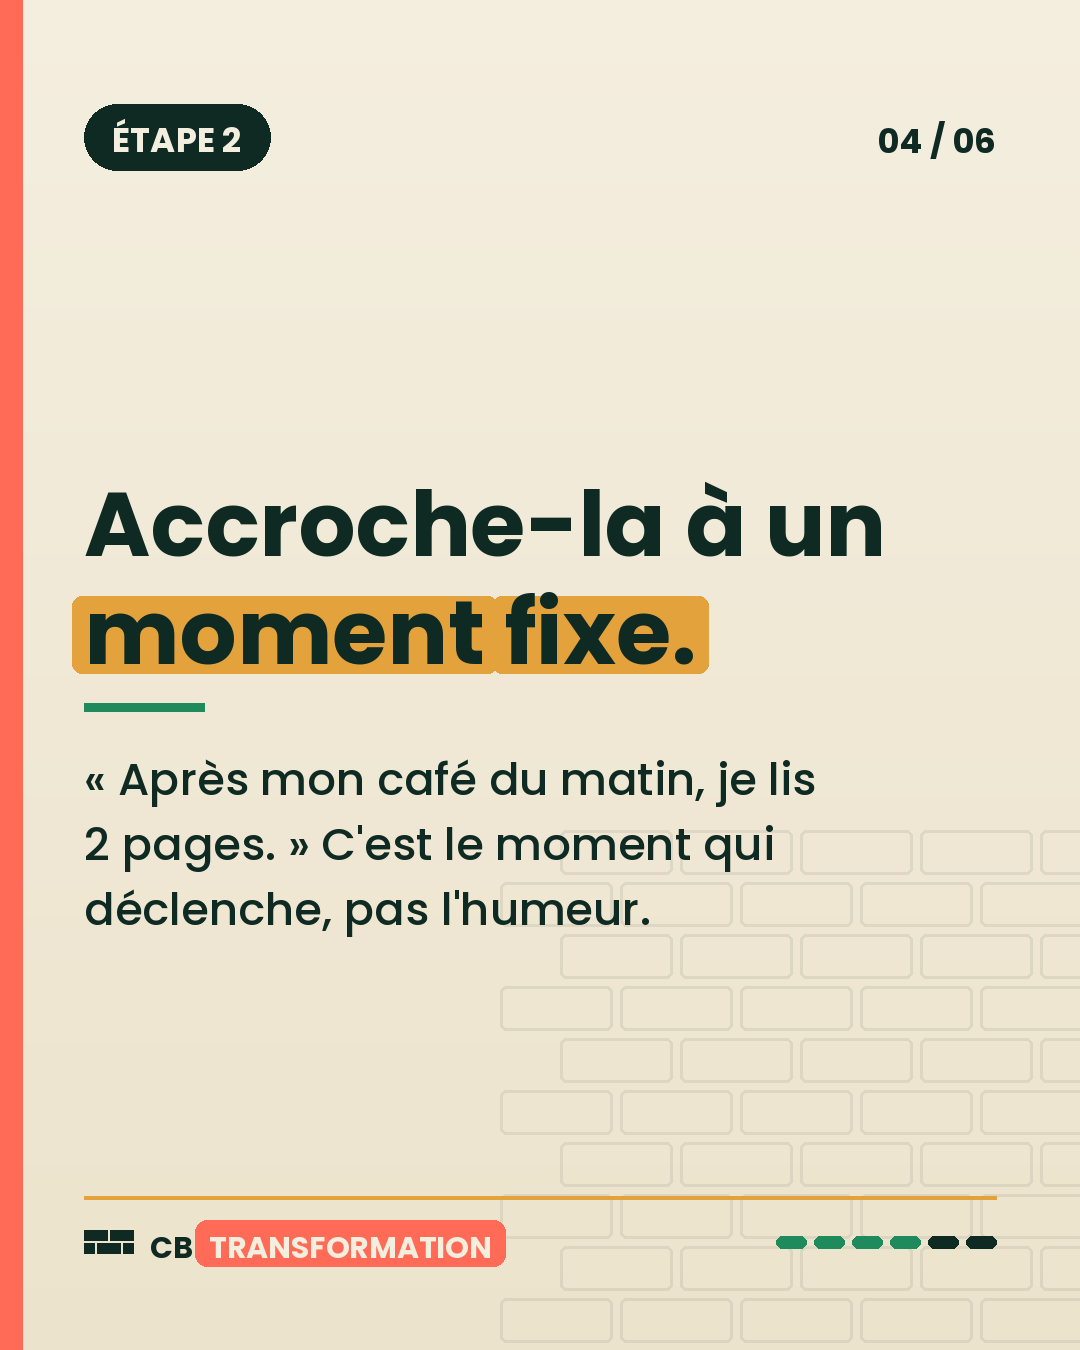 ÉTAPE 2
04 / 06
Accroche-la à un
moment fixe.
« Après mon café du matin, je lis
2 pages. » C'est le moment qui
déclenche, pas l'humeur.
CB TRANSFORMATION